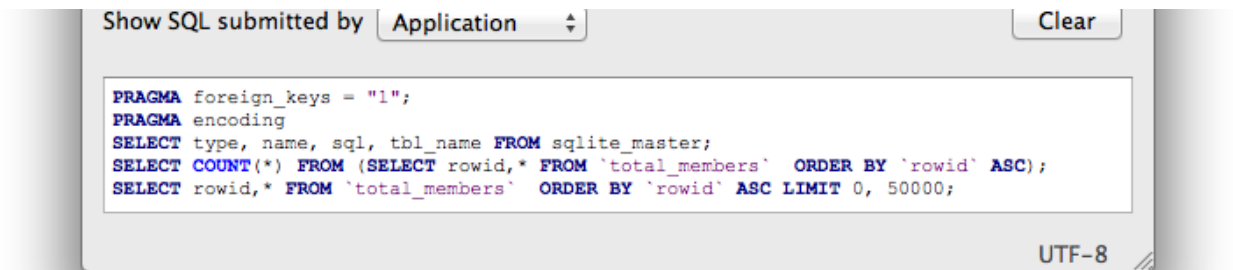 Show SQL submitted by Application Clear
PRAGMA foreign_keys = "1";
PRAGMA encoding
SELECT type, name, sql, tbl_name FROM sqlite_master;
SELECT COUNT(*) FROM (SELECT rowid,* FROM `total_members`  ORDER BY `rowid` ASC);
SELECT rowid,* FROM `total_members`  ORDER BY `rowid` ASC LIMIT 0, 50000;
UTF-8